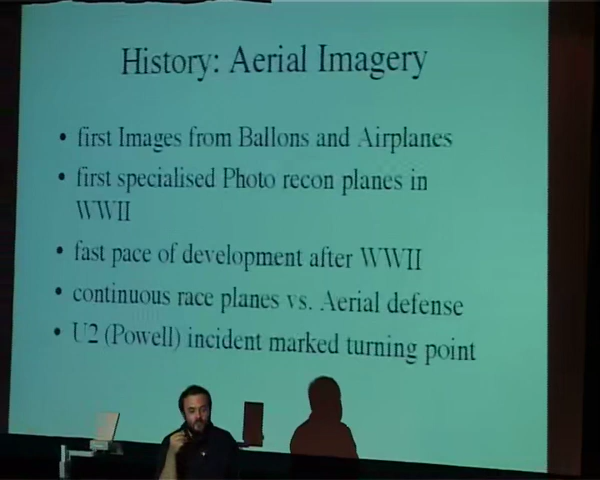 History: Aerial Imagery
• first Images from Ballons and Airplanes
• first specialised Photo recon planes in
WWII
• fast pace of development after WWII
• continuous race planes vs. Aerial defense
• U2 (Powell) incident marked turning point